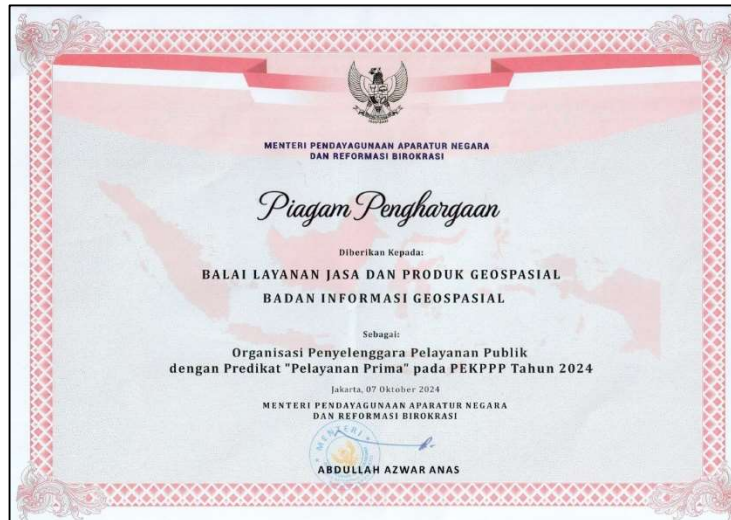 MENTERI PENDAYAGUNAAN APARATUR NEGARA
DAN REFORMASI BIROKRASI
Piagam Penghargaan
Diberikan Kepada:
BALAI LAYANAN JASA DAN PRODUK GEOSPASIAL
BADAN INFORMASI GEOSPASIAL
Sebagai:
Organisasi Penyelenggara Pelayanan Publik
dengan Predikat "Pelayanan Prima" pada PEKPPP Tahun 2024
Jakarta, 07 Oktober 2024
MENTERI PENDAYAGUNAAN APARATUR NEGARA
DAN REFORMASI BIROKRASI
MENTERI
ABDULLAH AZWAR ANAS